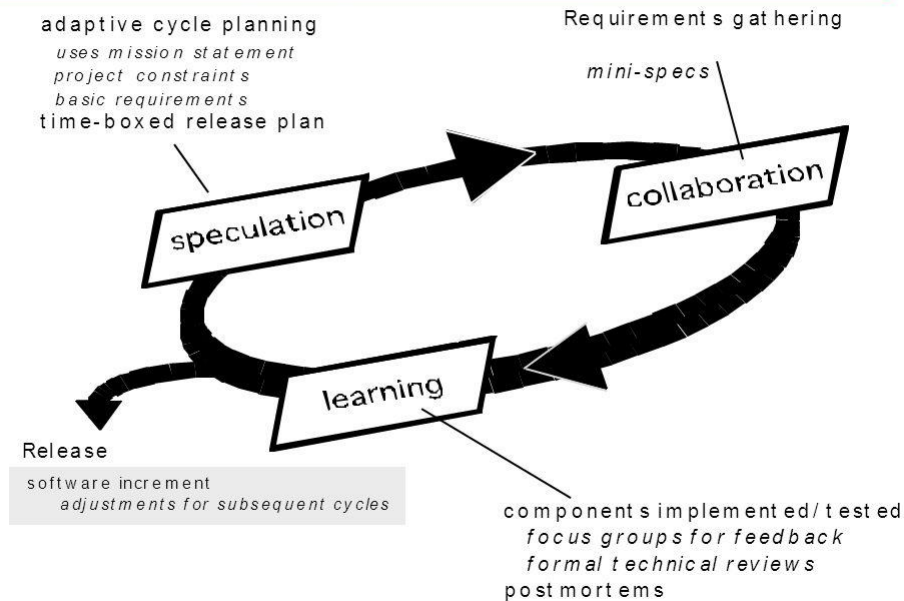 adaptive cycle planning
uses mission statement
project constraints
basic requirements
time-boxed release plan
Requirements gathering
mini-specs
speculation
collaboration
learning
Release
software increment
adjustments for subsequent cycles
components implemented/tested
focus groups for feedback
formal technical reviews
postmortems